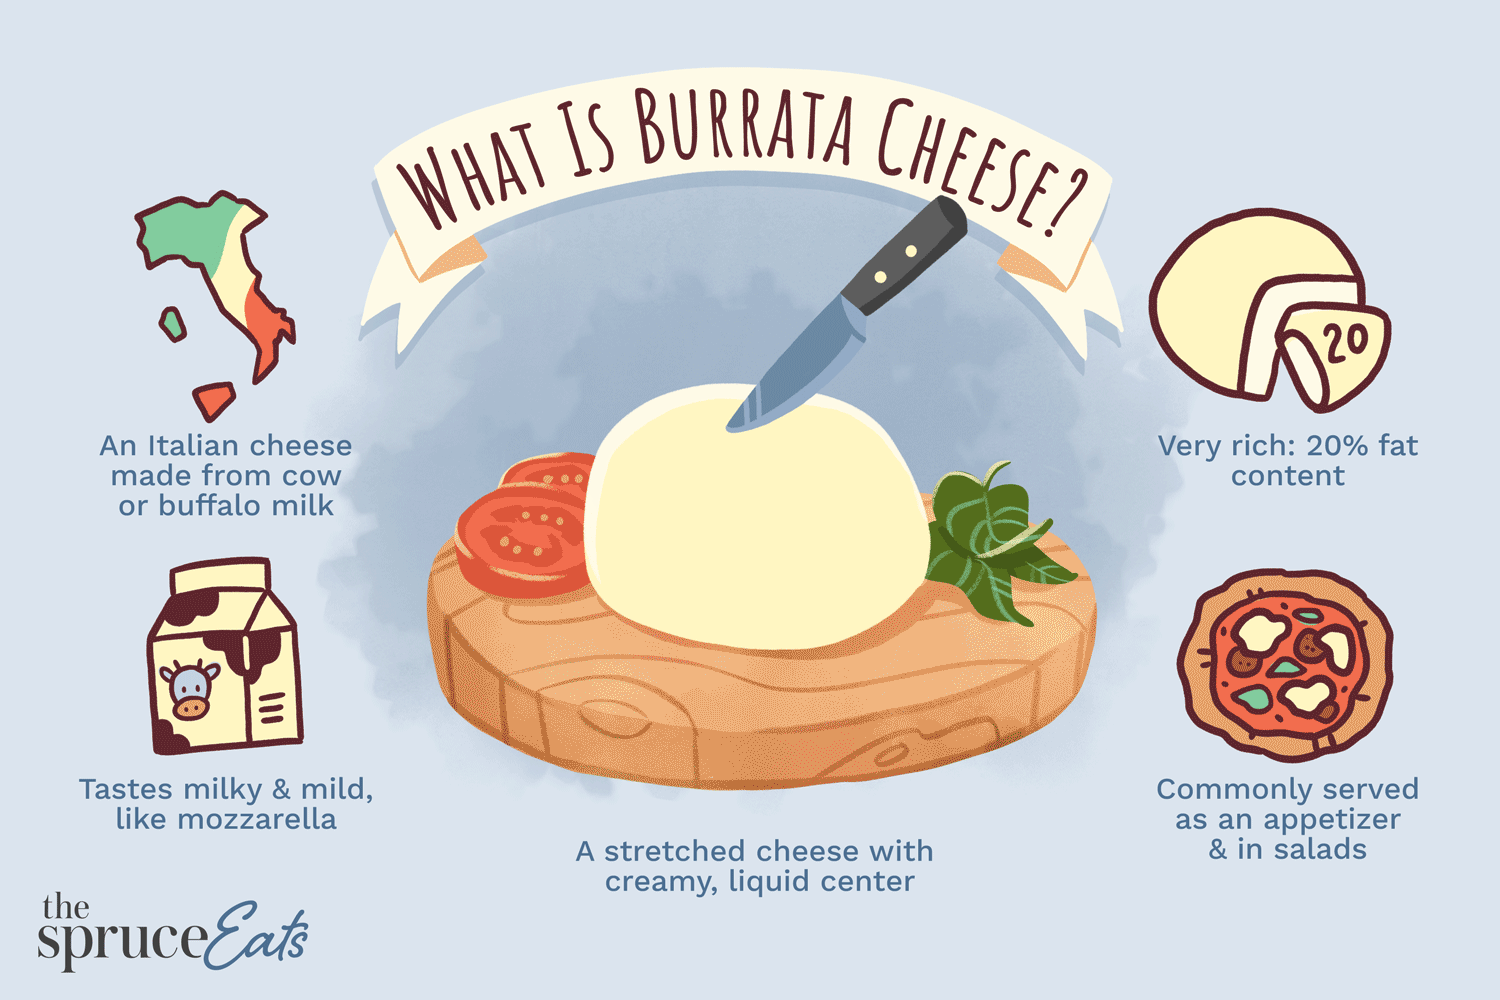 What Is Burrata Cheese?
An Italian cheese
made from cow
or buffalo milk
20
Very rich: 20% fat
content
Tastes milky & mild,
like mozzarella
Commonly served
as an appetizer
& in salads
A stretched cheese with
creamy, liquid center
the
spruceEats